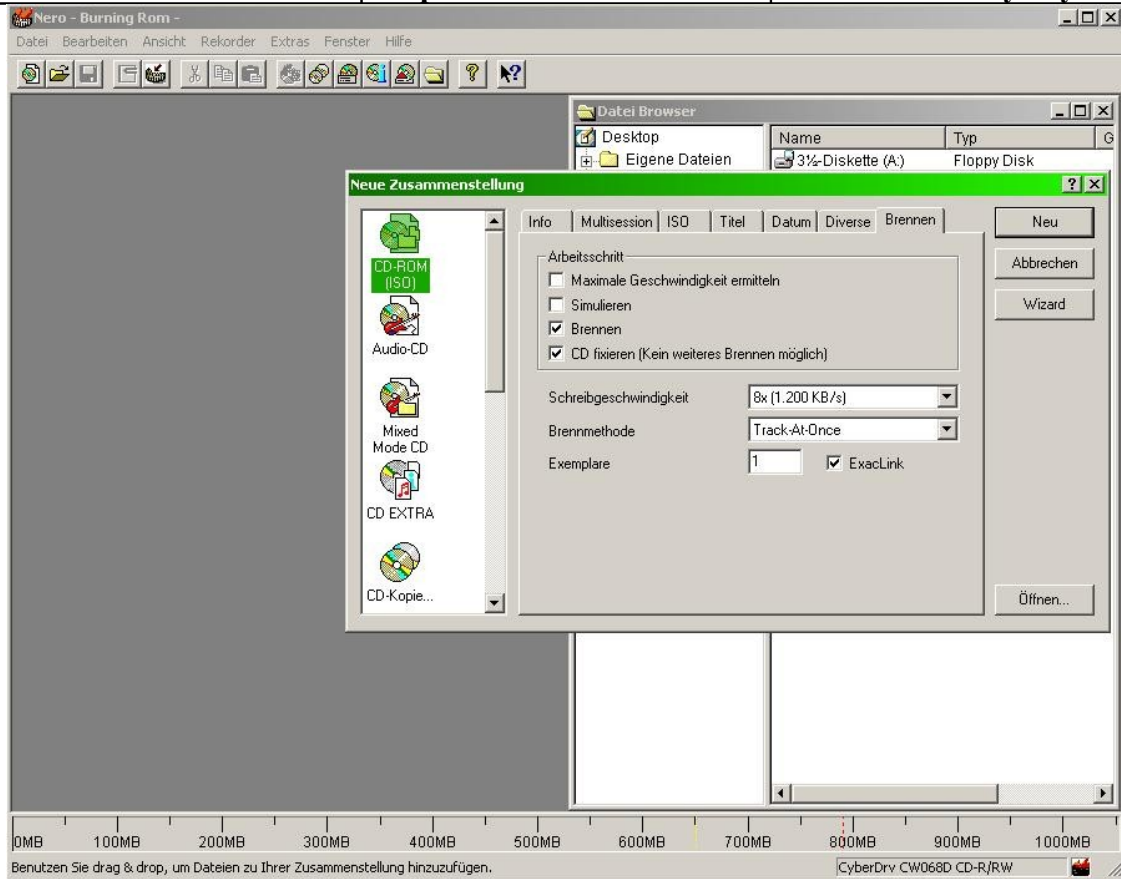 Nero - Burning Rom -
Datei Bearbeiten Ansicht Rekorder Extras Fenster Hilfe
Datei Browser
Desktop
Eigene Dateien
Name Typ G
3½-Diskette (A:) Floppy Disk
Neue Zusammenstellung
CD-ROM
(ISO)
Audio-CD
Mixed
Mode CD
CD EXTRA
CD-Kopie...
Info Multisession ISO Titel Datum Diverse Brennen
Arbeitsschritt
Maximale Geschwindigkeit ermitteln
Simulieren
Brennen
CD fixieren (Kein weiteres Brennen möglich)
Schreibgeschwindigkeit 8x (1.200 KB/s)
Brennmethode Track-At-Once
Exemplare 1 ExacLink
Neu
Abbrechen
Wizard
Öffnen...
0MB 100MB 200MB 300MB 400MB 500MB 600MB 700MB 800MB 900MB 1000MB
Benutzen Sie drag & drop, um Dateien zu Ihrer Zusammenstellung hinzuzufügen.
CyberDrv CW068D CD-R/RW